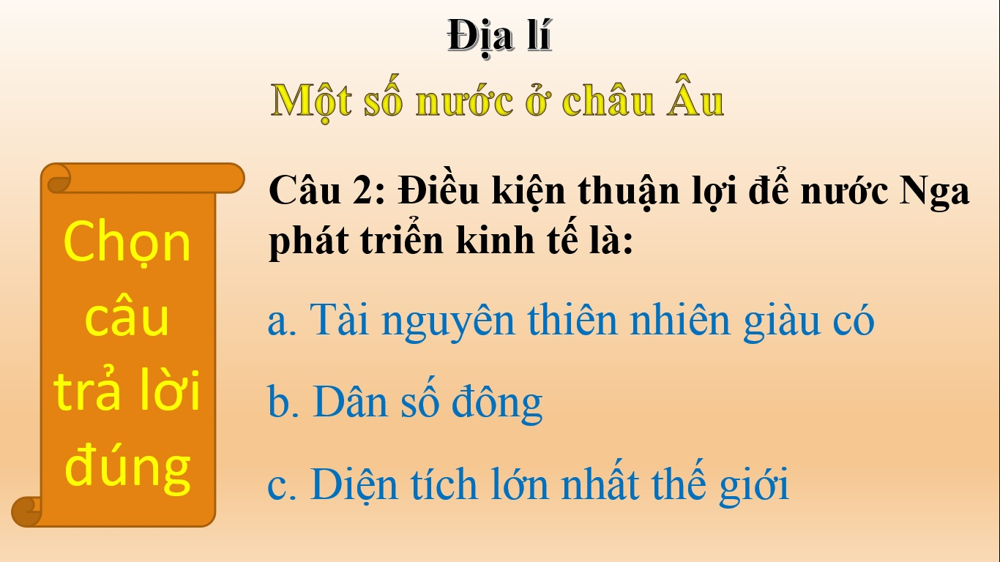 Địa lí
Một số nước ở châu Âu
Chọn
câu
trả lời
đúng
Câu 2: Điều kiện thuận lợi để nước Nga
phát triển kinh tế là:
a. Tài nguyên thiên nhiên giàu có
b. Dân số đông
c. Diện tích lớn nhất thế giới